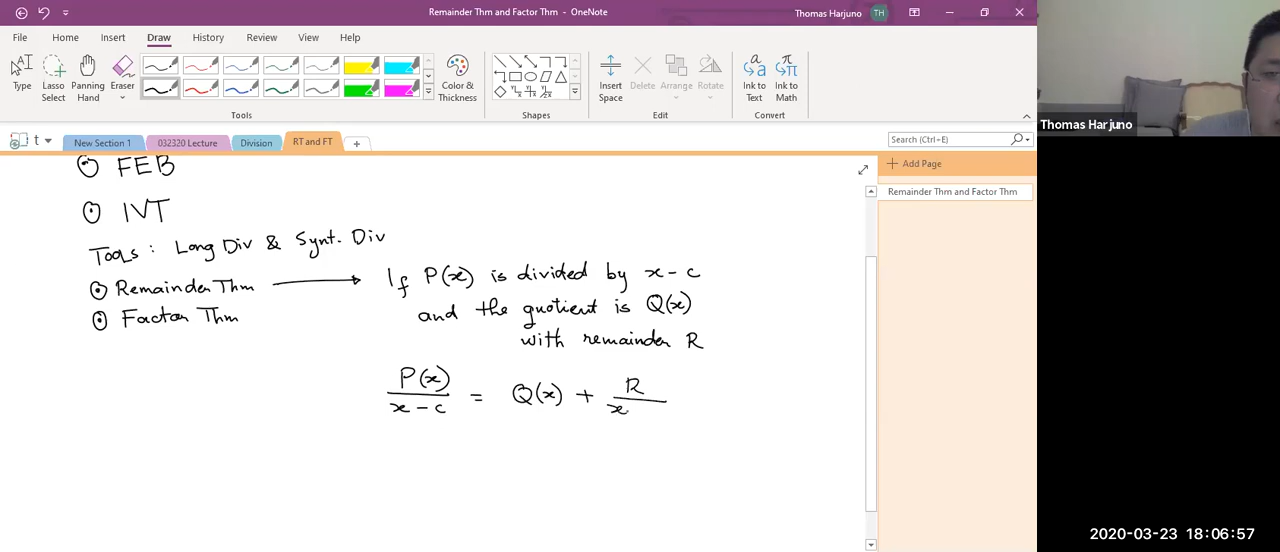 Remainder Thm and Factor Thm - OneNote
Thomas Harjuno TH
File Home Insert Draw History Review View Help
Type Lasso Select Panning Hand Eraser Color & Thickness Insert Space Delete Arrange Rotate Ink to Text Ink to Math
Tools Shapes Edit Convert
t New Section 1 032320 Lecture Division RT and FT + Search (Ctrl+E)
Add Page
Remainder Thm and Factor Thm
Thomas Harjuno
FEB
IVT
Tools : Long Div & Synt. Div
Remainder Thm → If P(x) is divided by x - c
Factor Thm and the quotient is Q(x)
with remainder R
P(x)/x - c = Q(x) + R/x
2020-03-23 18:06:57